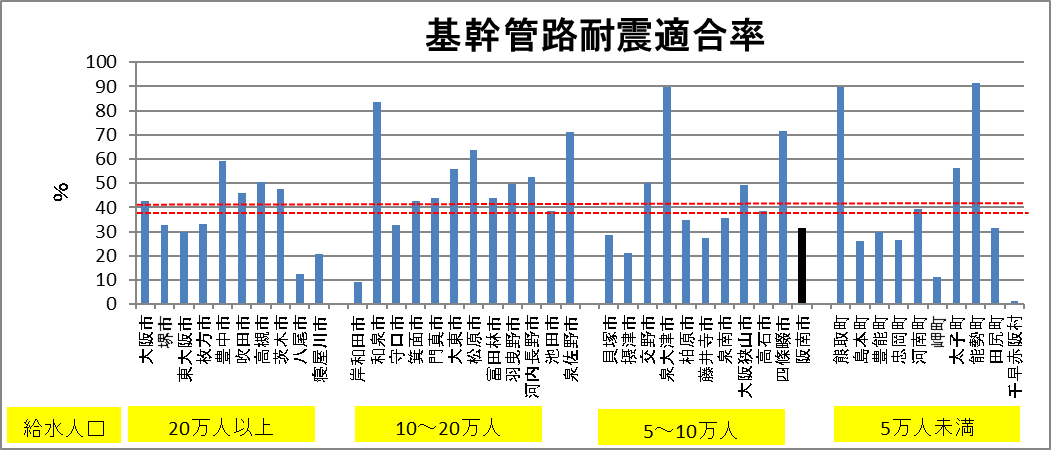 基幹管路耐震適合率
100
90
80
70
60
50
40
30
20
10
0
%
大阪市
堺市
東大阪市
枚方市
豊中市
吹田市
高槻市
茨木市
八尾市
寝屋川市
岸和田市
和泉市
守口市
箕面市
門真市
大東市
松原市
富田林市
羽曳野市
河内長野市
池田市
泉佐野市
貝塚市
摂津市
交野市
泉大津市
柏原市
藤井寺市
泉南市
大阪狭山市
高石市
四條畷市
阪南市
熊取町
島本町
豊能町
忠岡町
河南町
岬町
太子町
能勢町
田尻町
千早赤阪村
給水人口
20万人以上
10～20万人
5～10万人
5万人未満